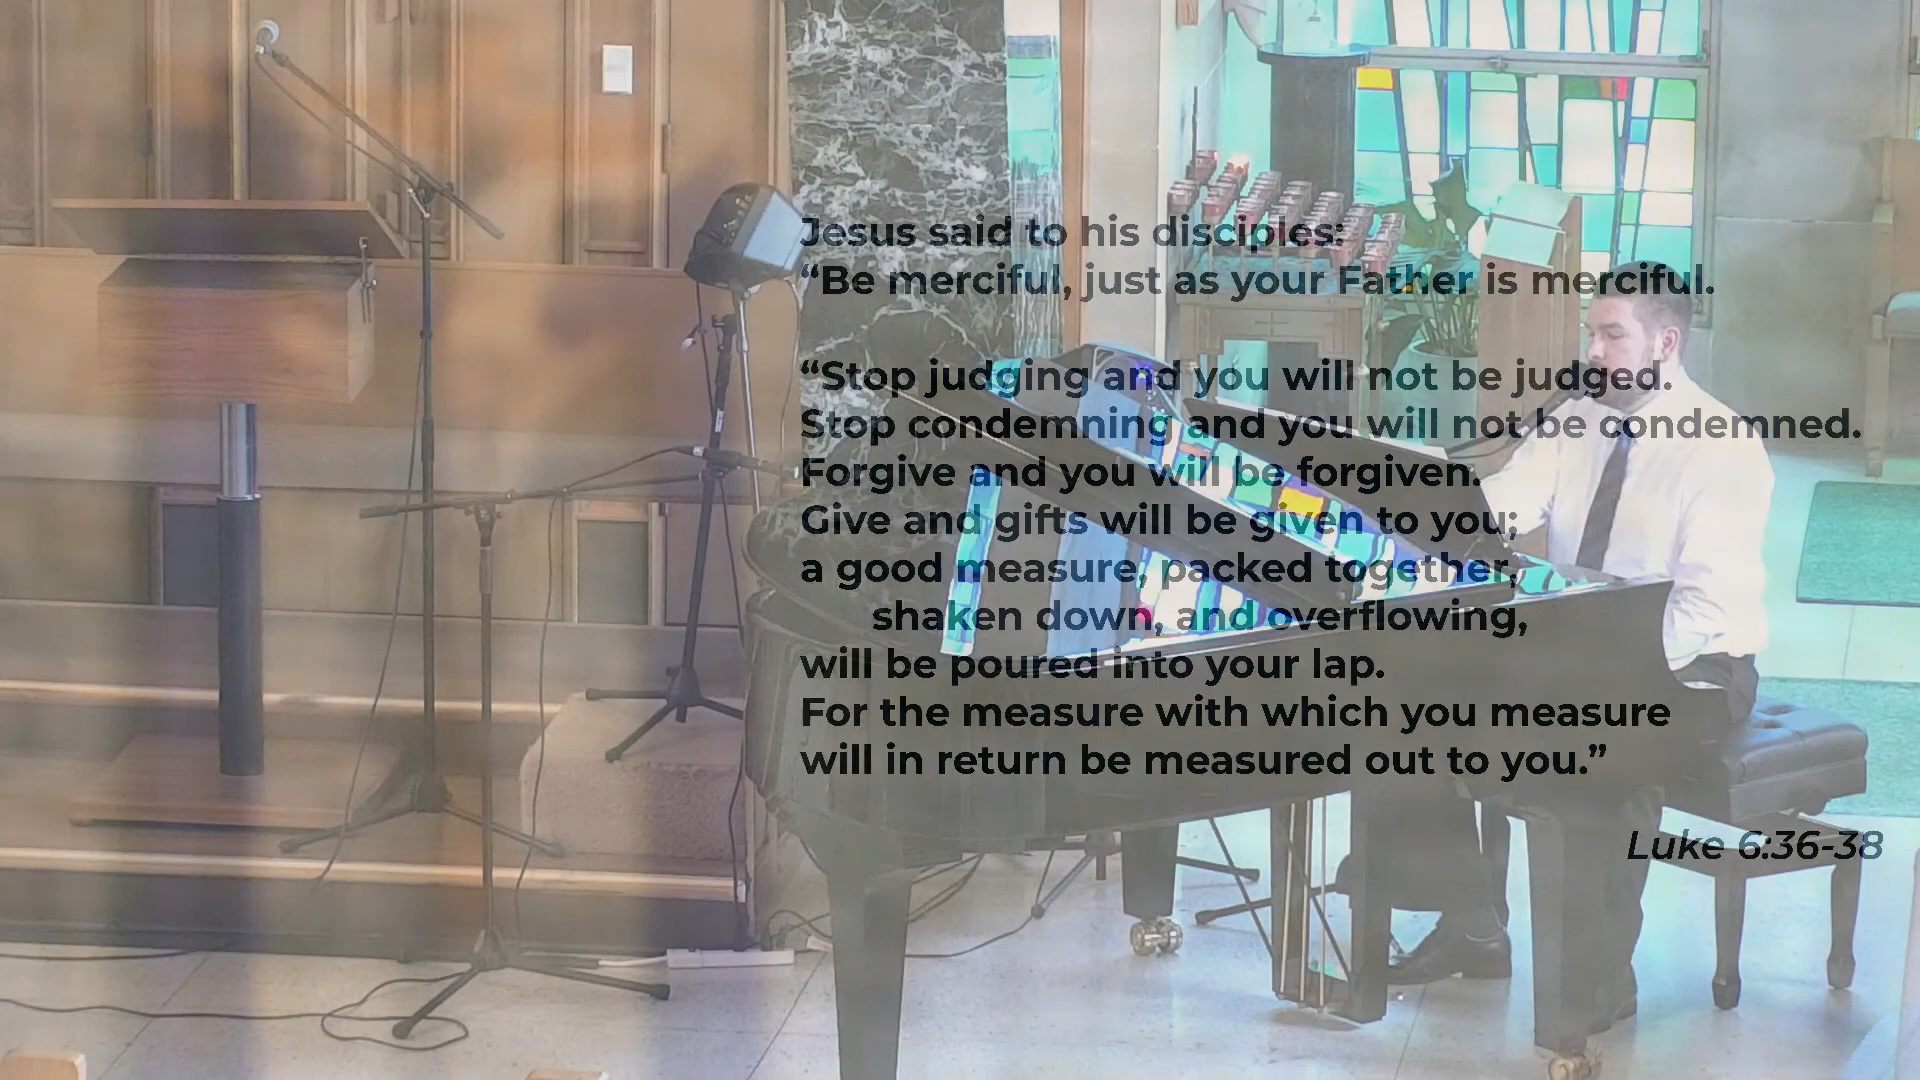 Jesus said to his disciples:
“Be merciful, just as your Father is merciful.
“Stop judging and you will not be judged.
Stop condemning and you will not be condemned.
Forgive and you will be forgiven.
Give and gifts will be given to you;
a good measure, packed together,
shaken down, and overflowing,
will be poured into your lap.
For the measure with which you measure
will in return be measured out to you.”
Luke 6:36-38